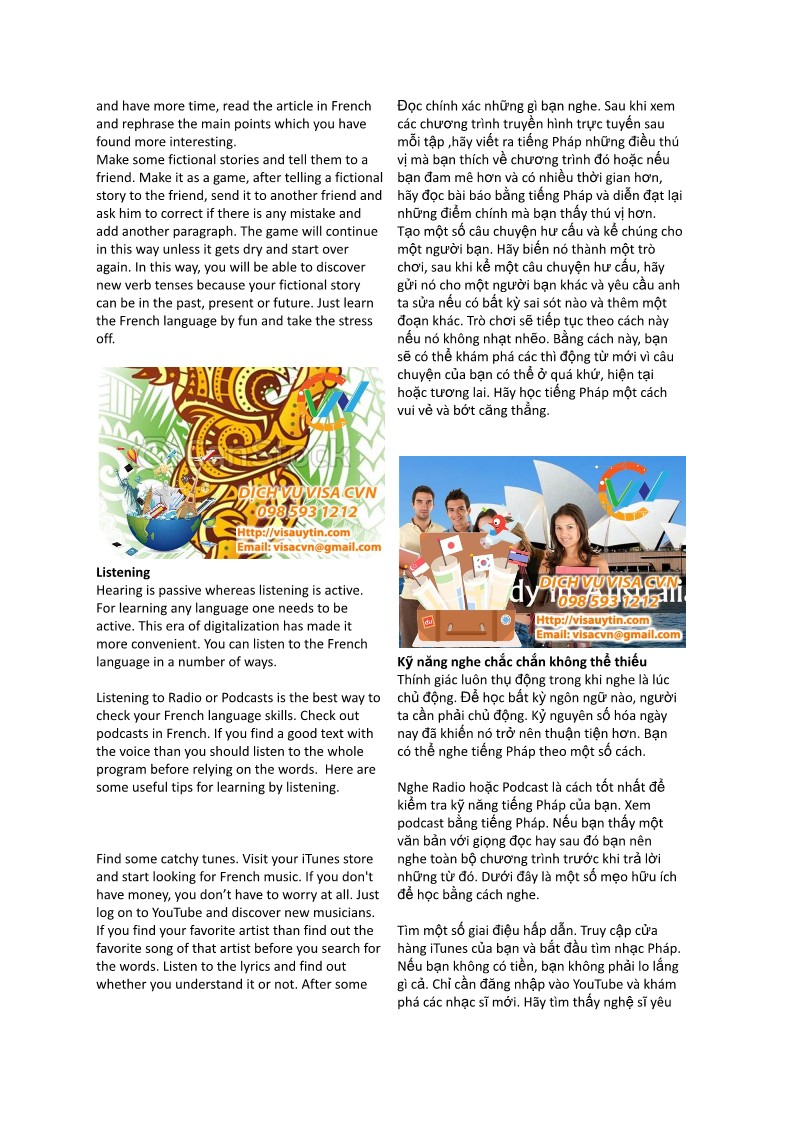 and have more time, read the article in French
and rephrase the main points which you have
found more interesting.
Make some fictional stories and tell them to a
friend. Make it as a game, after telling a fictional
story to the friend, send it to another friend and
ask him to correct if there is any mistake and
add another paragraph. The game will continue
in this way unless it gets dry and start over
again. In this way, you will be able to discover
new verb tenses because your fictional story
can be in the past, present or future. Just learn
the French language by fun and take the stress
off.
DỊCH VỤ VISA CVN
098 593 1212
Http://visauytin.com
Email: visacvn@gmail.com
Listening
Hearing is passive whereas listening is active.
For learning any language one needs to be
active. This era of digitalization has made it
more convenient. You can listen to the French
language in a number of ways.
Listening to Radio or Podcasts is the best way to
check your French language skills. Check out
podcasts in French. If you find a good text with
the voice than you should listen to the whole
program before relying on the words.  Here are
some useful tips for learning by listening.
Find some catchy tunes. Visit your iTunes store
and start looking for French music. If you don't
have money, you don’t have to worry at all. Just
log on to YouTube and discover new musicians.
If you find your favorite artist than find out the
favorite song of that artist before you search for
the words. Listen to the lyrics and find out
whether you understand it or not. After some
Đọc chính xác những gì bạn nghe. Sau khi xem
các chương trình truyền hình trực tuyến sau
mỗi tập ,hãy viết ra tiếng Pháp những điều thú
vị mà bạn thích về chương trình đó hoặc nếu
bạn đam mê hơn và có nhiều thời gian hơn,
hãy đọc bài báo bằng tiếng Pháp và diễn đạt lại
những điểm chính mà bạn thấy thú vị hơn.
Tạo một số câu chuyện hư cấu và kể chúng cho
một người bạn. Hãy biến nó thành một trò
chơi, sau khi kể một câu chuyện hư cấu, hãy
gửi nó cho một người bạn khác và yêu cầu anh
ta sửa nếu có bất kỳ sai sót nào và thêm một
đoạn khác. Trò chơi sẽ tiếp tục theo cách này
nếu nó không nhạt nhẽo. Bằng cách này, bạn
sẽ có thể khám phá các thì động từ mới vì câu
chuyện của bạn có thể ở quá khứ, hiện tại
hoặc tương lai. Hãy học tiếng Pháp một cách
vui vẻ và bớt căng thẳng.
dy in Australia
DỊCH VỤ VISA CVN
098 593 1212
Http://visauytin.com
Email: visacvn@gmail.com
Kỹ năng nghe chắc chắn không thể thiếu
Thính giác luôn thụ động trong khi nghe là lúc
chủ động. Để học bất kỳ ngôn ngữ nào, người
ta cần phải chủ động. Kỷ nguyên số hóa ngày
nay đã khiến nó trở nên thuận tiện hơn. Bạn
có thể nghe tiếng Pháp theo một số cách.
Nghe Radio hoặc Podcast là cách tốt nhất để
kiểm tra kỹ năng tiếng Pháp của bạn. Xem
podcast bằng tiếng Pháp. Nếu bạn thấy một
văn bản với giọng đọc hay sau đó bạn nên
nghe toàn bộ chương trình trước khi trả lời
những từ đó. Dưới đây là một số mẹo hữu ích
để học bằng cách nghe.
Tìm một số giai điệu hấp dẫn. Truy cập cửa
hàng iTunes của bạn và bắt đầu tìm nhạc Pháp.
Nếu bạn không có tiền, bạn không phải lo lắng
gì cả. Chỉ cần đăng nhập vào YouTube và khám
phá các nhạc sĩ mới. Hãy tìm thấy nghệ sĩ yêu